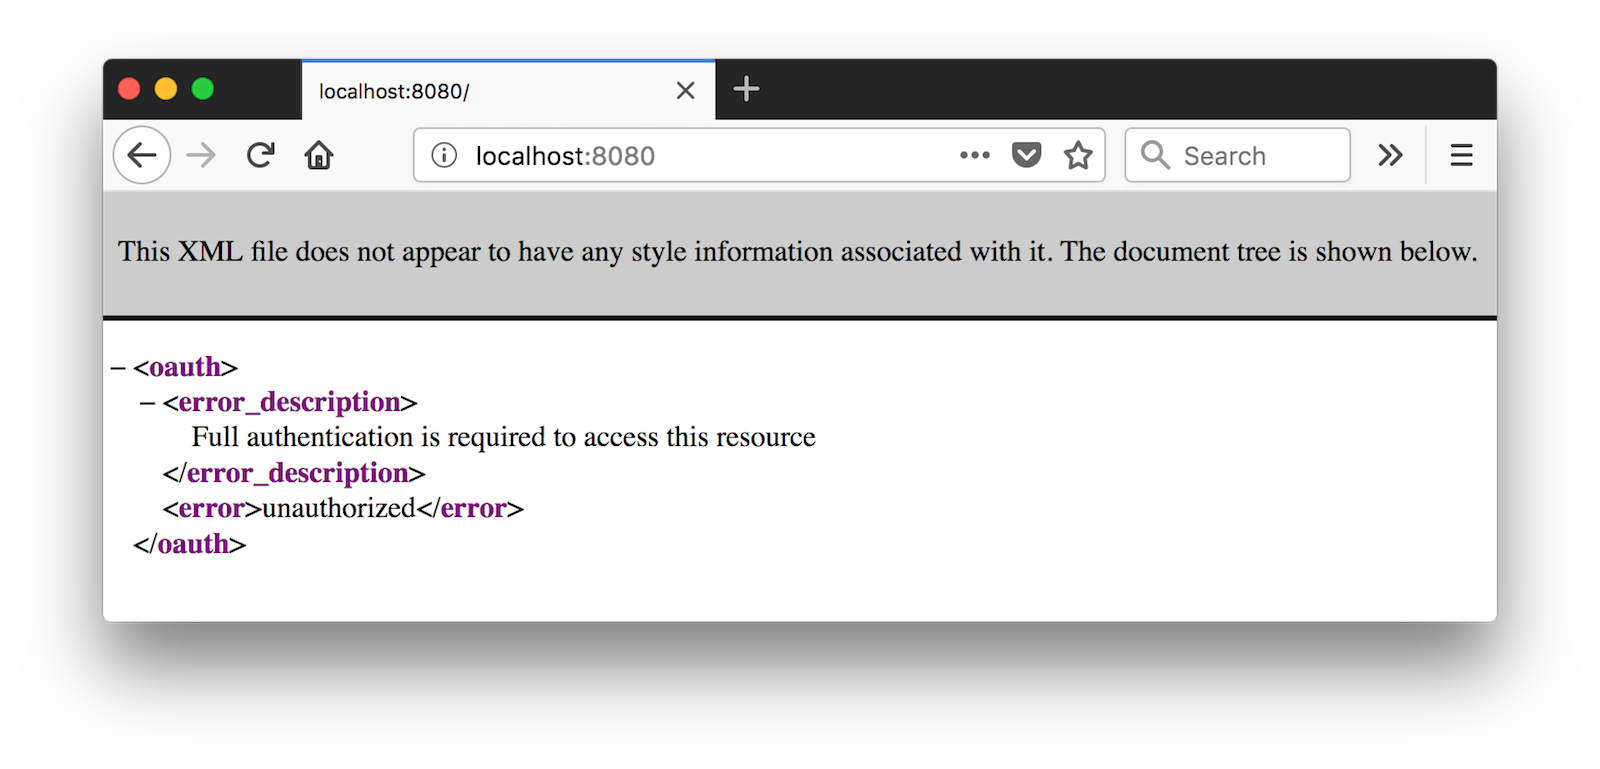 localhost:8080/
localhost:8080
Search
This XML file does not appear to have any style information associated with it. The document tree is shown below.
– <oauth>
– <error_description>
Full authentication is required to access this resource
</error_description>
<error>unauthorized</error>
</oauth>